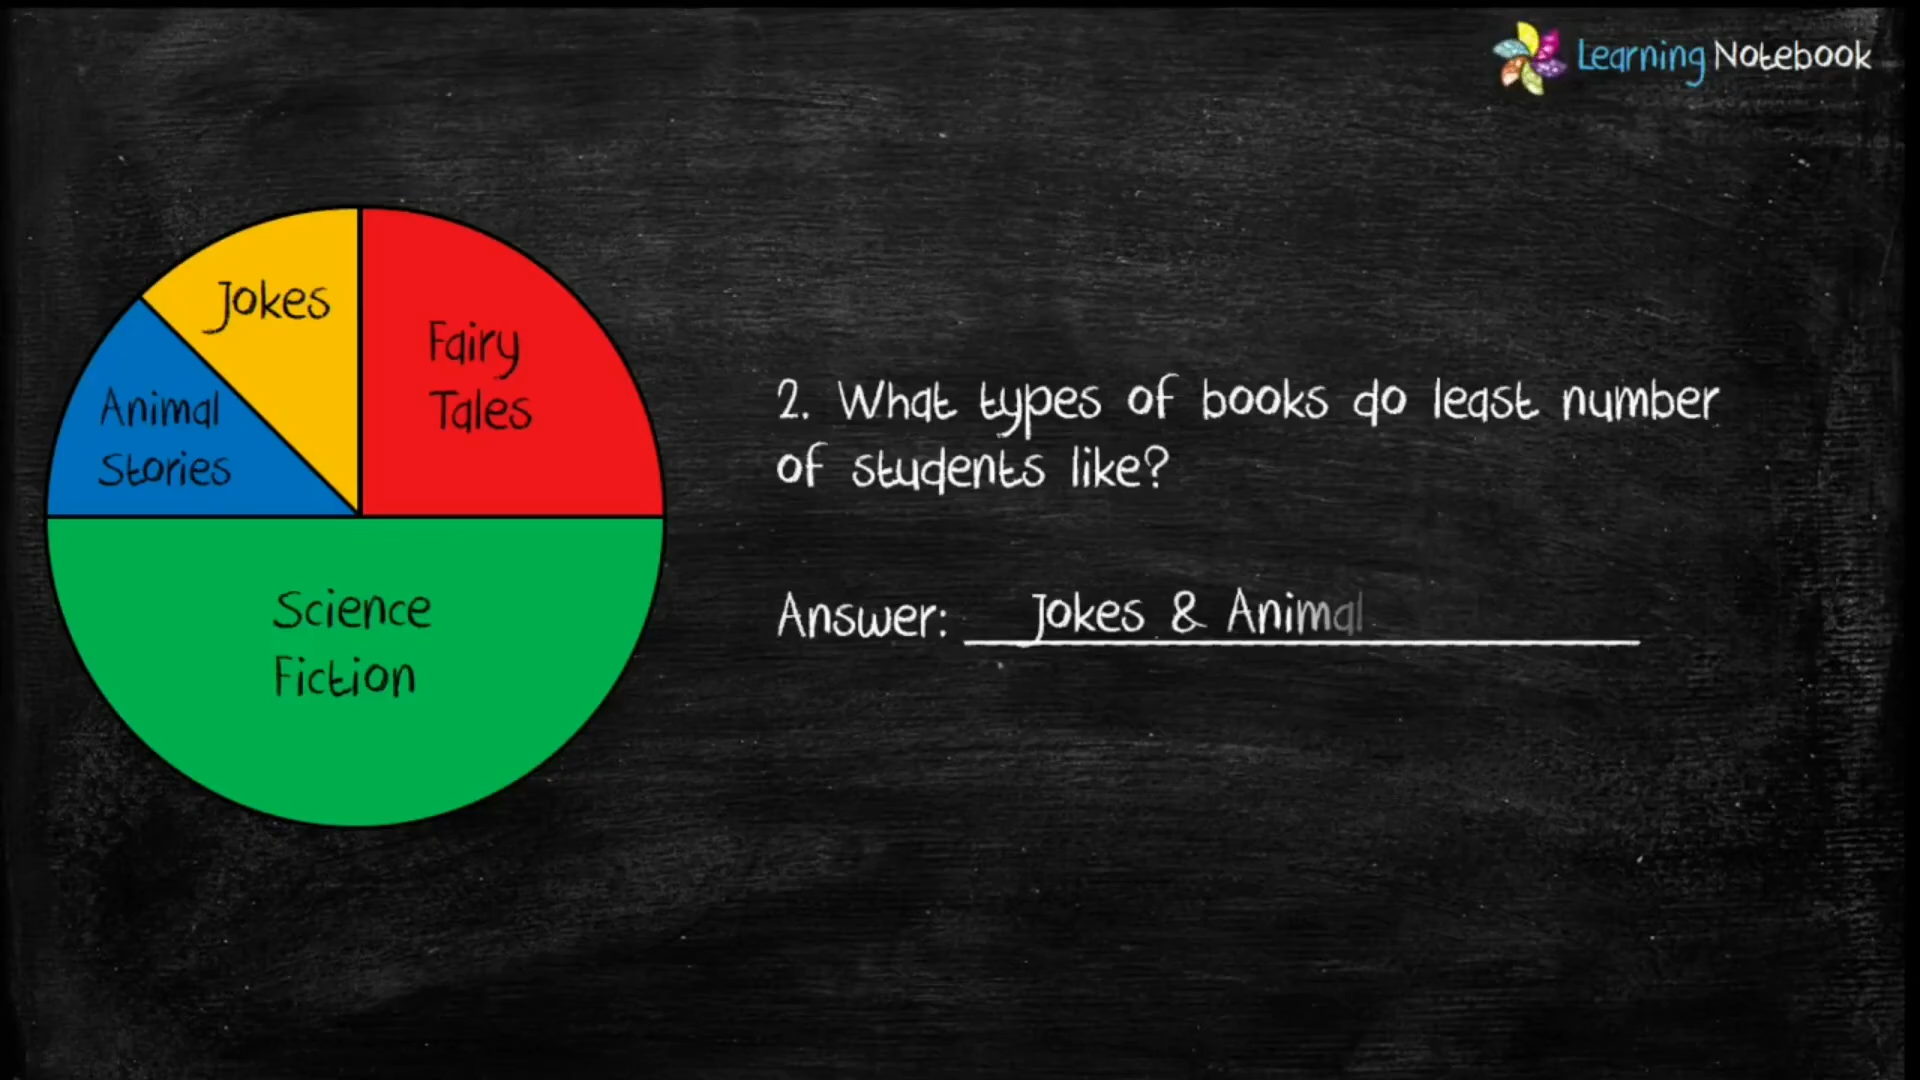 Learning Notebook
Jokes
Fairy
Tales
Animal
Stories
Science
Fiction
2. What types of books do least number
of students like?
Answer: Jokes & Animal